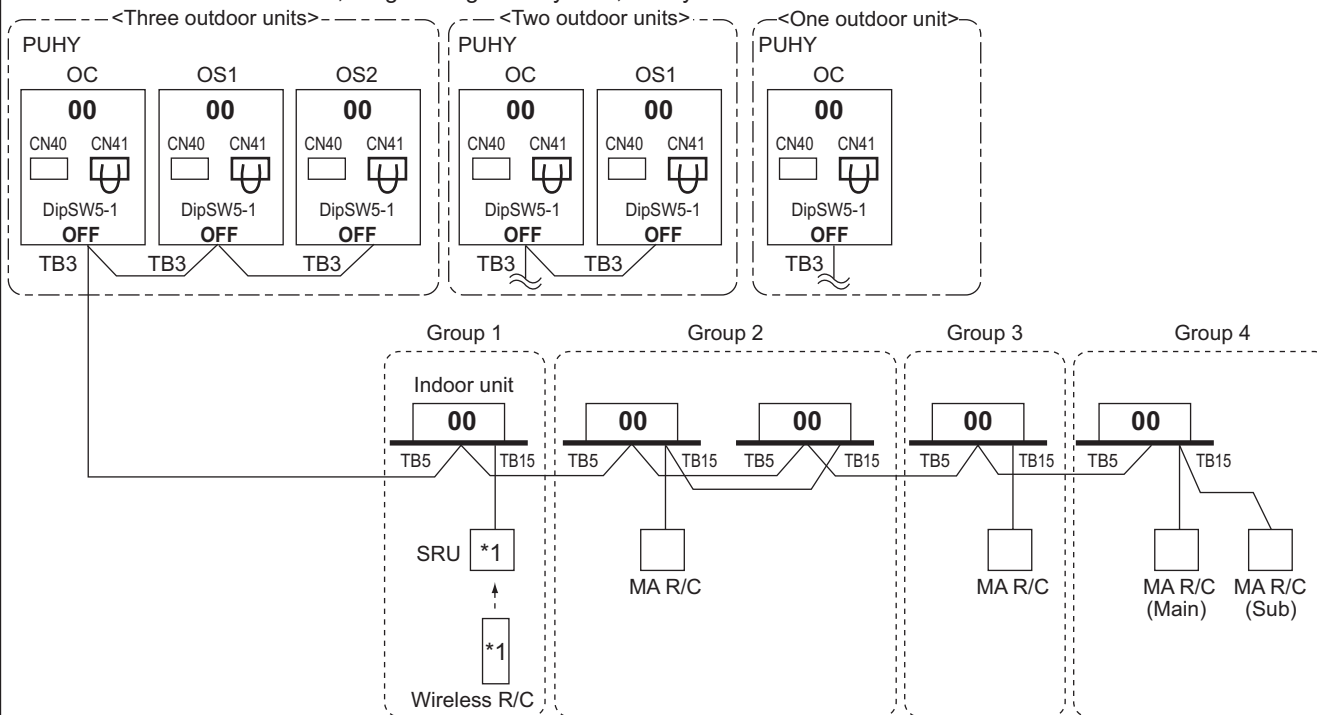 <Three outdoor units> <Two outdoor units> <One outdoor unit>
PUHY PUHY PUHY
OC OS1 OS2 OC OS1 OC
00 00 00 00 00 00
CN40 CN41 CN40 CN41 CN40 CN41 CN40 CN41 CN40 CN41 CN40 CN41
DipSW5-1 DipSW5-1 DipSW5-1 DipSW5-1 DipSW5-1 DipSW5-1
OFF OFF OFF OFF OFF OFF
TB3 TB3 TB3 TB3 TB3 TB3
Group 1 Group 2 Group 3 Group 4
Indoor unit
00 00 00 00 00
TB5 TB15 TB5 TB15 TB5 TB15 TB5 TB15 TB5 TB15
SRU *1
MA R/C MA R/C MA R/C MA R/C
(Main) (Sub)
*1
Wireless R/C